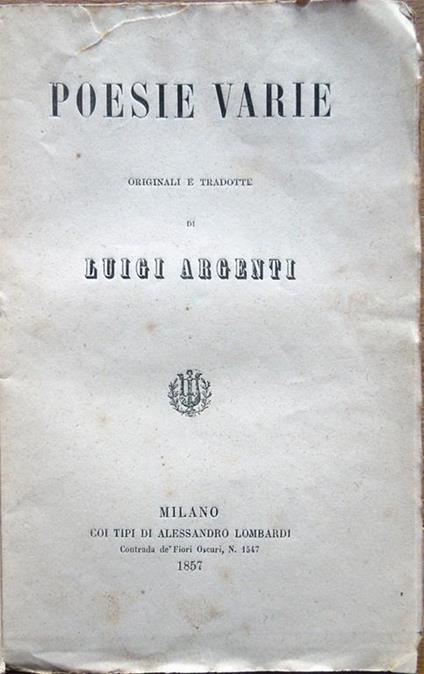 POESIE VARIE
ORIGINALI E TRADOTTE
DI
LUIGI ARGENTI
MILANO
COI TIPI DI ALESSANDRO LOMBARDI
Contrada de' Fiori Oscuri, N. 1547
1857